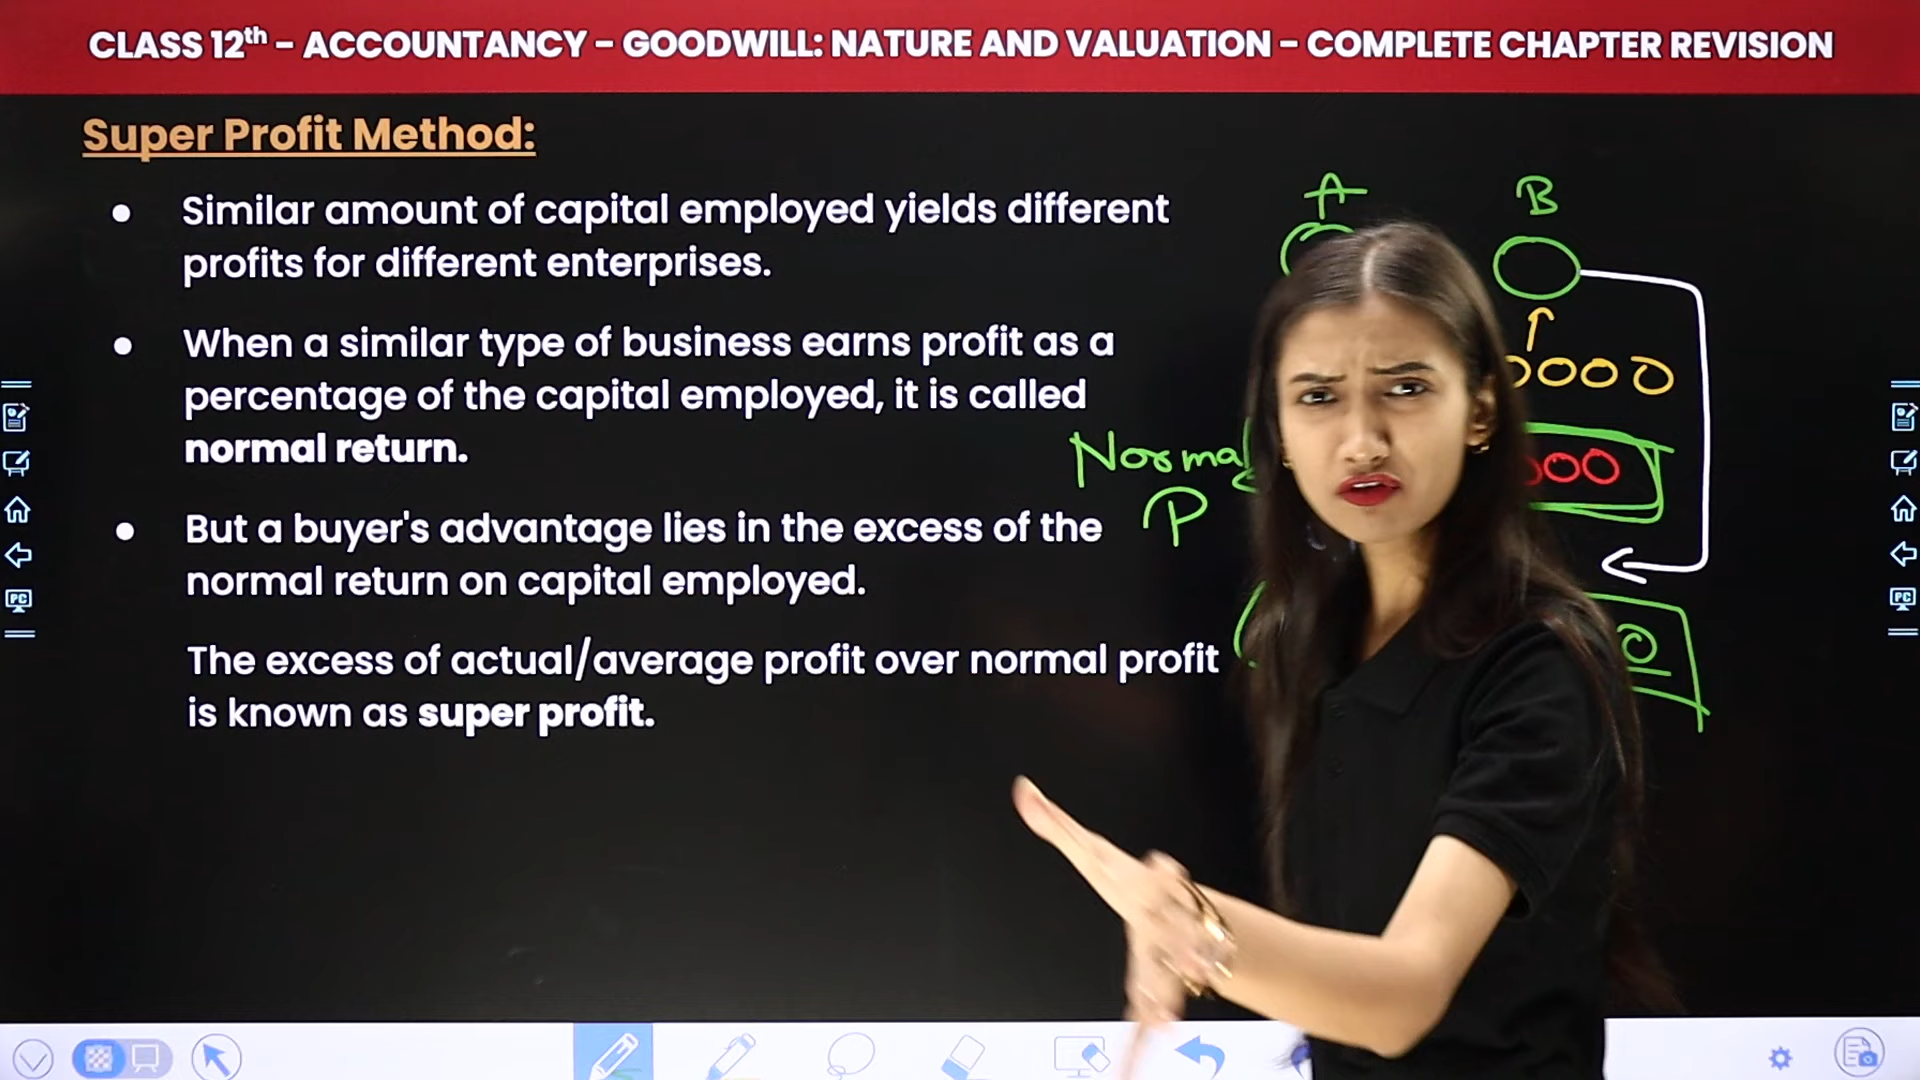 CLASS 12th – ACCOUNTANCY – GOODWILL: NATURE AND VALUATION – COMPLETE CHAPTER REVISION
Super Profit Method:
• Similar amount of capital employed yields different
profits for different enterprises.
• When a similar type of business earns profit as a
percentage of the capital employed, it is called
normal return.
• But a buyer's advantage lies in the excess of the
normal return on capital employed.
The excess of actual/average profit over normal profit
is known as super profit.
A B
Normal
P
PC
PC